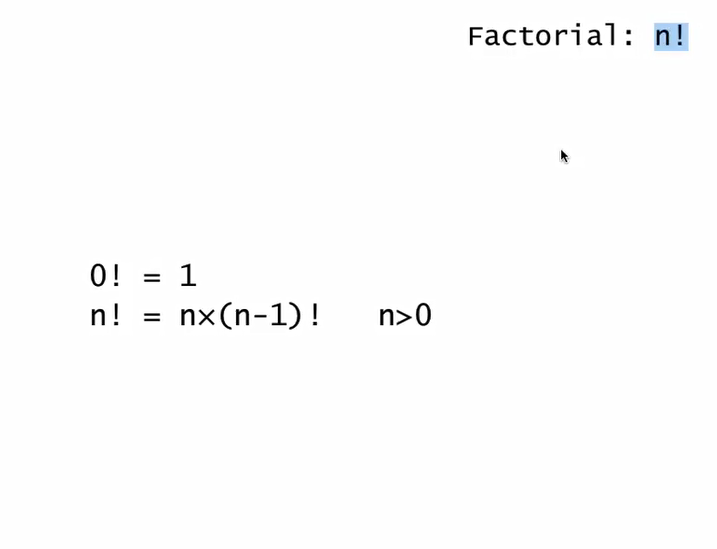 Factorial: n!
0! = 1
n! = n×(n-1)! n>0